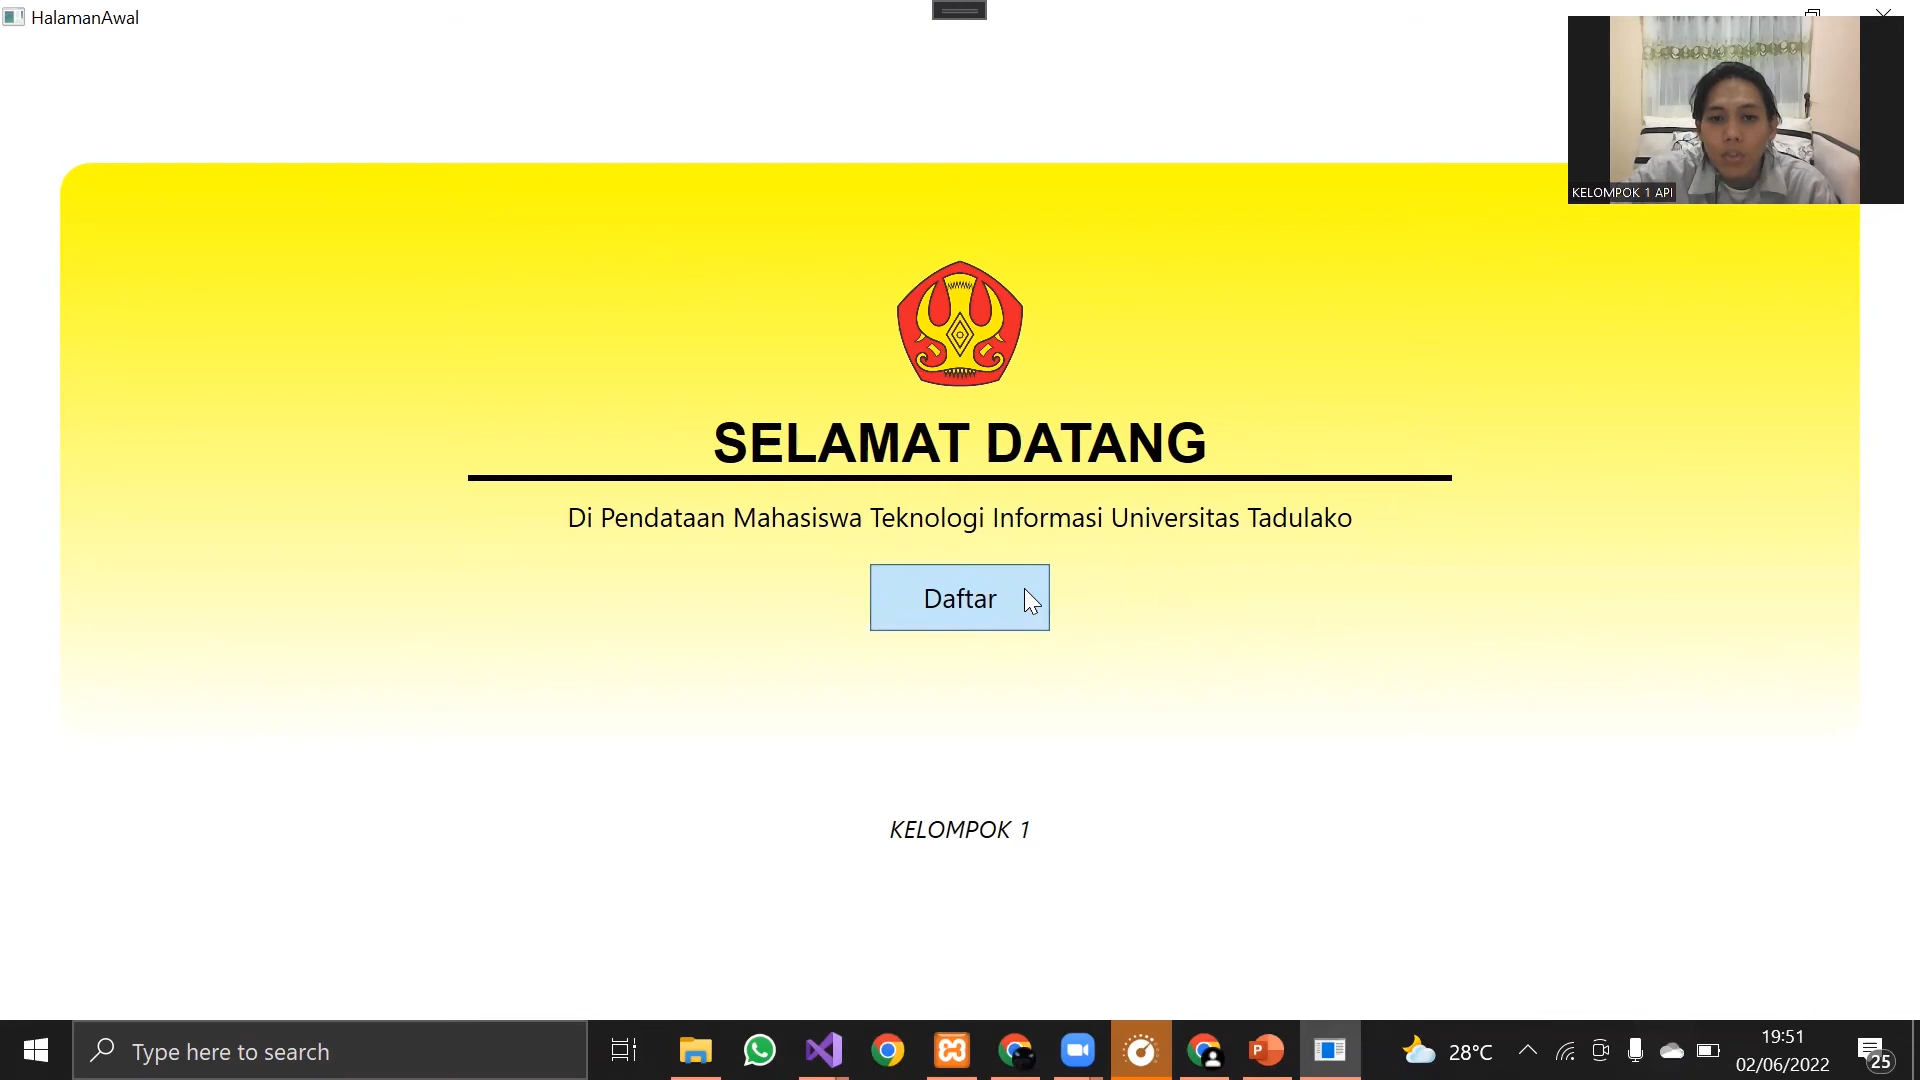 HalamanAwal
KELOMPOK 1 API
SELAMAT DATANG
Di Pendataan Mahasiswa Teknologi Informasi Universitas Tadulako
Daftar
KELOMPOK 1
Type here to search
28°C
19:51
02/06/2022
25